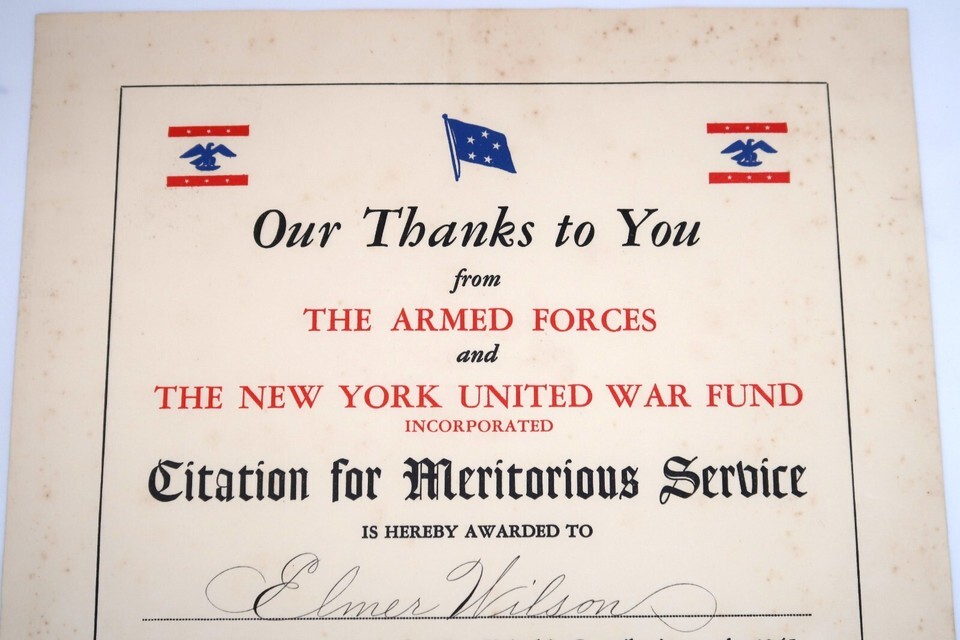 Our Thanks to You
from
THE ARMED FORCES
and
THE NEW YORK UNITED WAR FUND
INCORPORATED
Citation for Meritorious Service
IS HEREBY AWARDED TO
Elmer Wilson